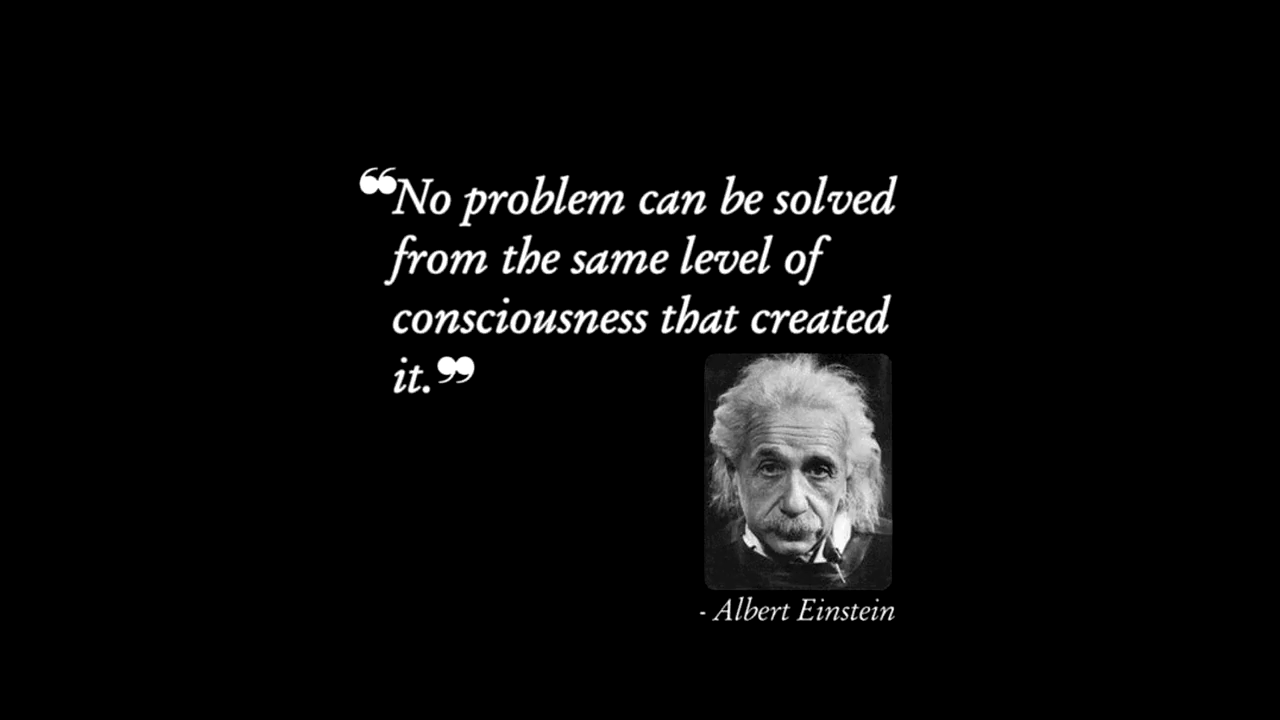 ❝No problem can be solved
from the same level of
consciousness that created
it.❞
- Albert Einstein